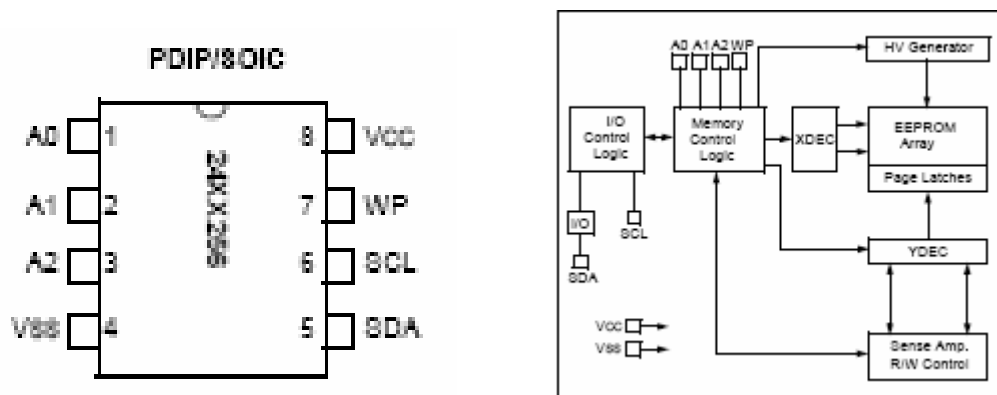 PDIP/SOIC
A0 1
A1 2
A2 3
VSS 4
24XX256
8 VCC
7 WP
6 SCL
5 SDA
A0 A1 A2 WP
HV Generator
I/O
Control
Logic
Memory
Control
Logic
XDEC
EEPROM
Array
Page Latches
I/O
SCL
SDA
YDEC
VCC
VSS
Sense Amp.
R/W Control